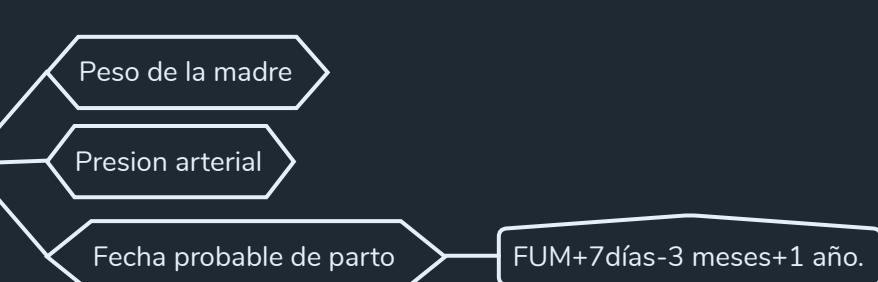 Peso de la madre
Presion arterial
Fecha probable de parto
FUM+7días-3 meses+1 año.